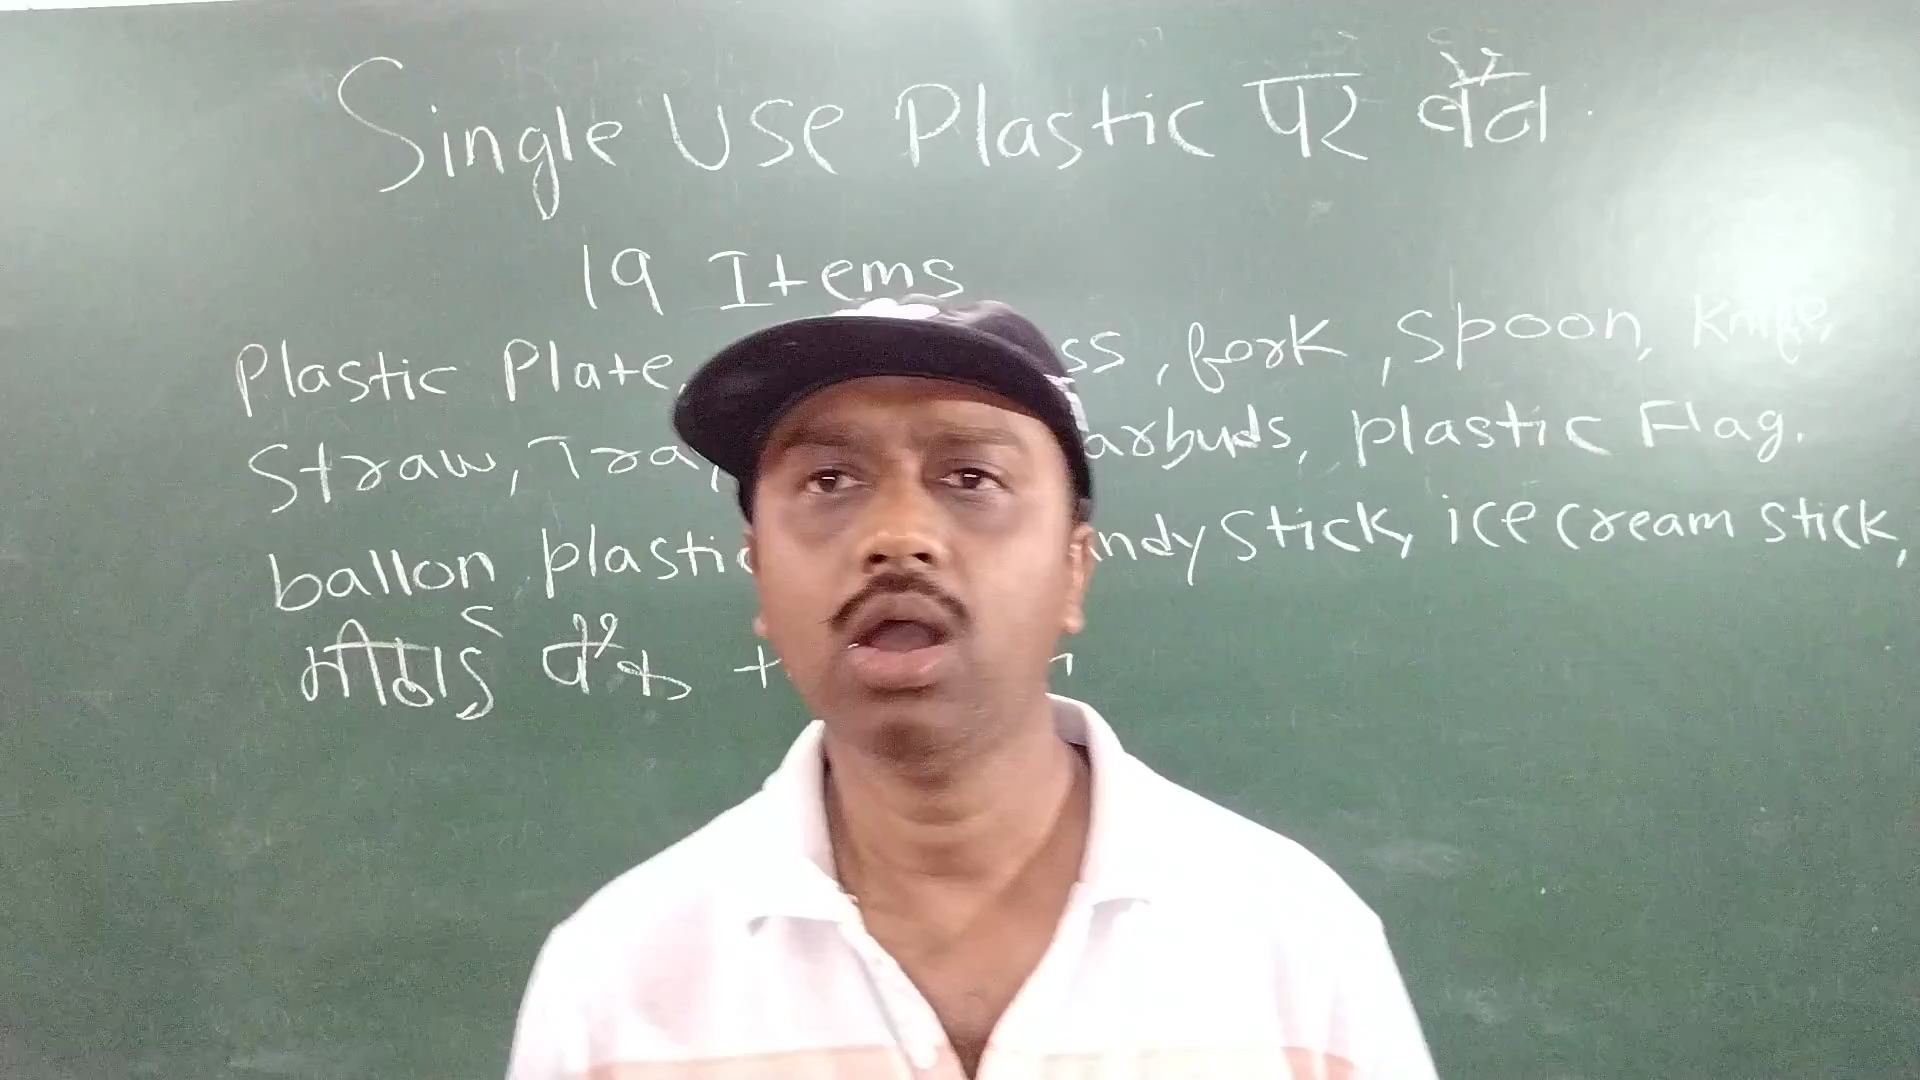 Single Use Plastic पर बैन
19 Items
Plastic Plate, ss, fork, Spoon, Knife,
Straw, Tra, arbuds, plastic Flag.
ballon plastic ndy stick, ice cream stick,
मीठाई पैक +